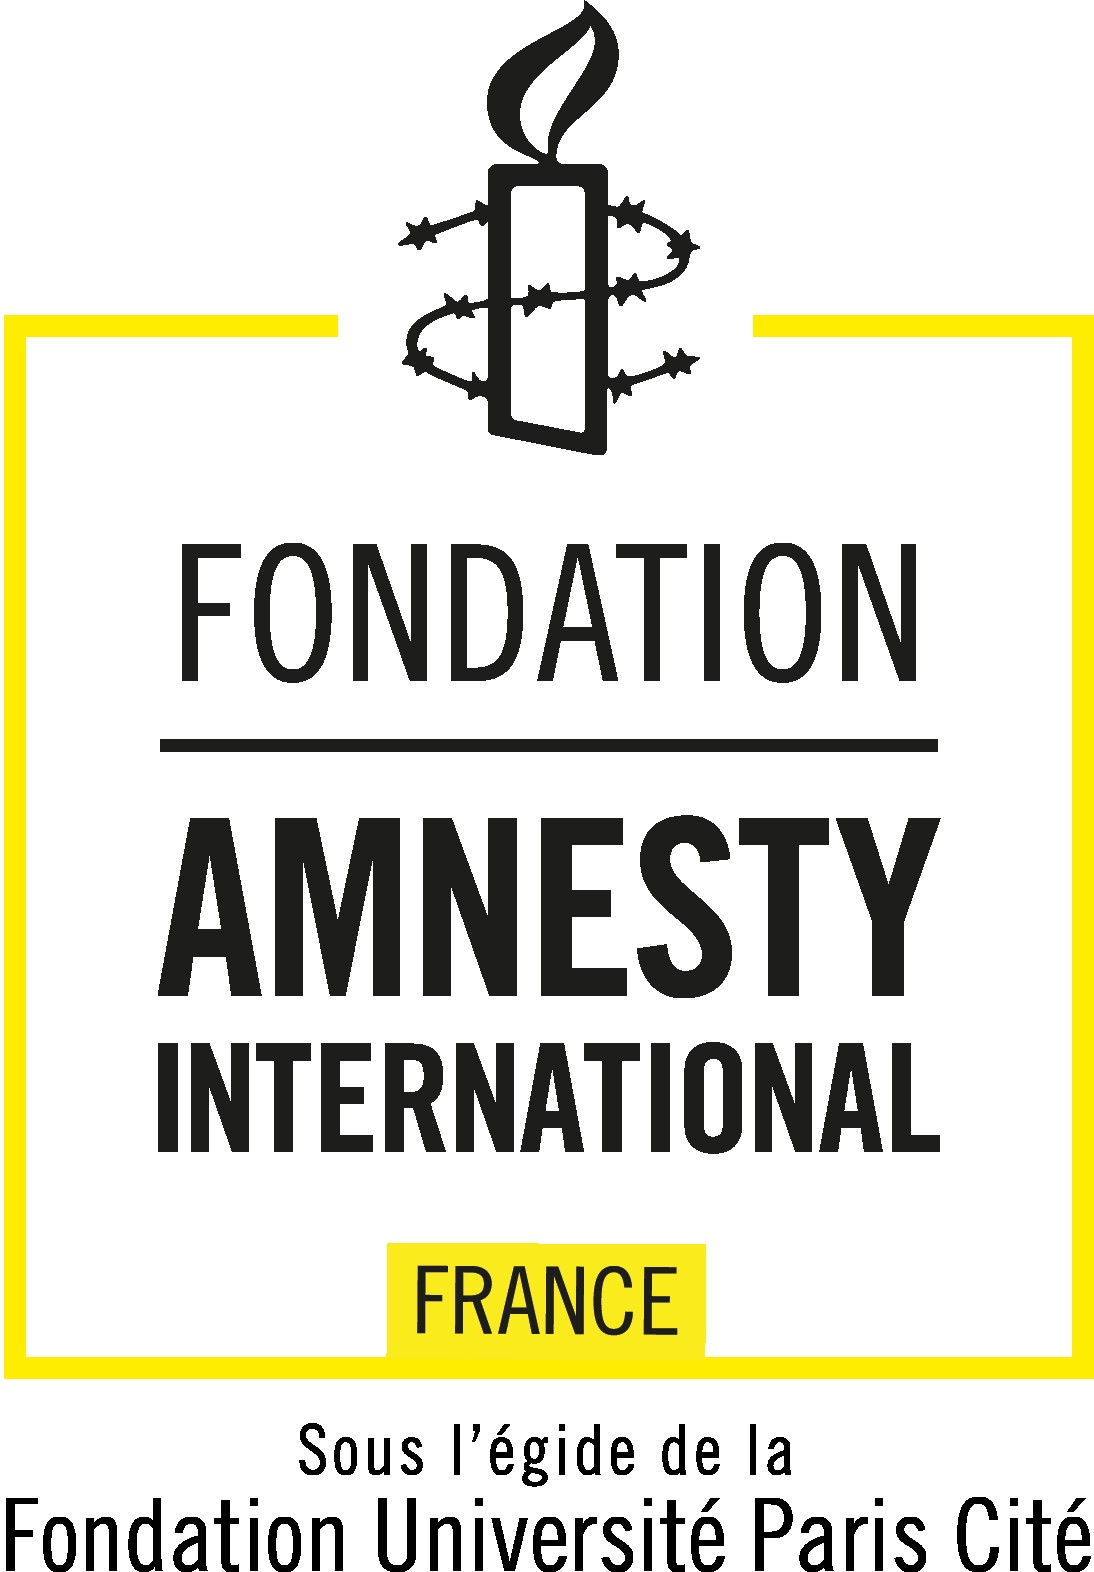 FONDATION
AMNESTY
INTERNATIONAL
FRANCE
Sous l’égide de la
Fondation Université Paris Cité